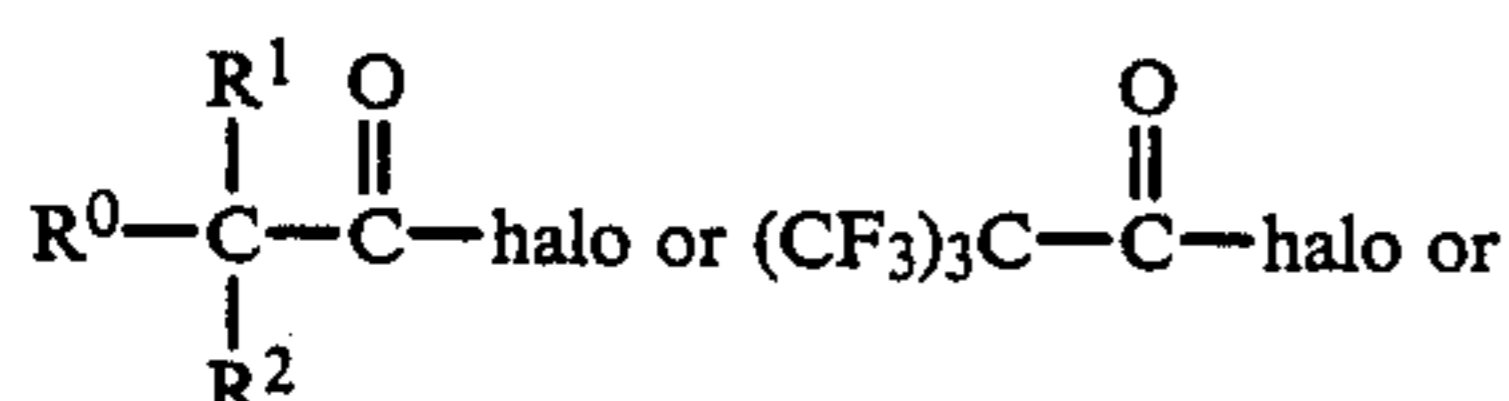 R¹ O O
R⁰—C—C—halo or (CF₃)₃C—C—halo or
R²